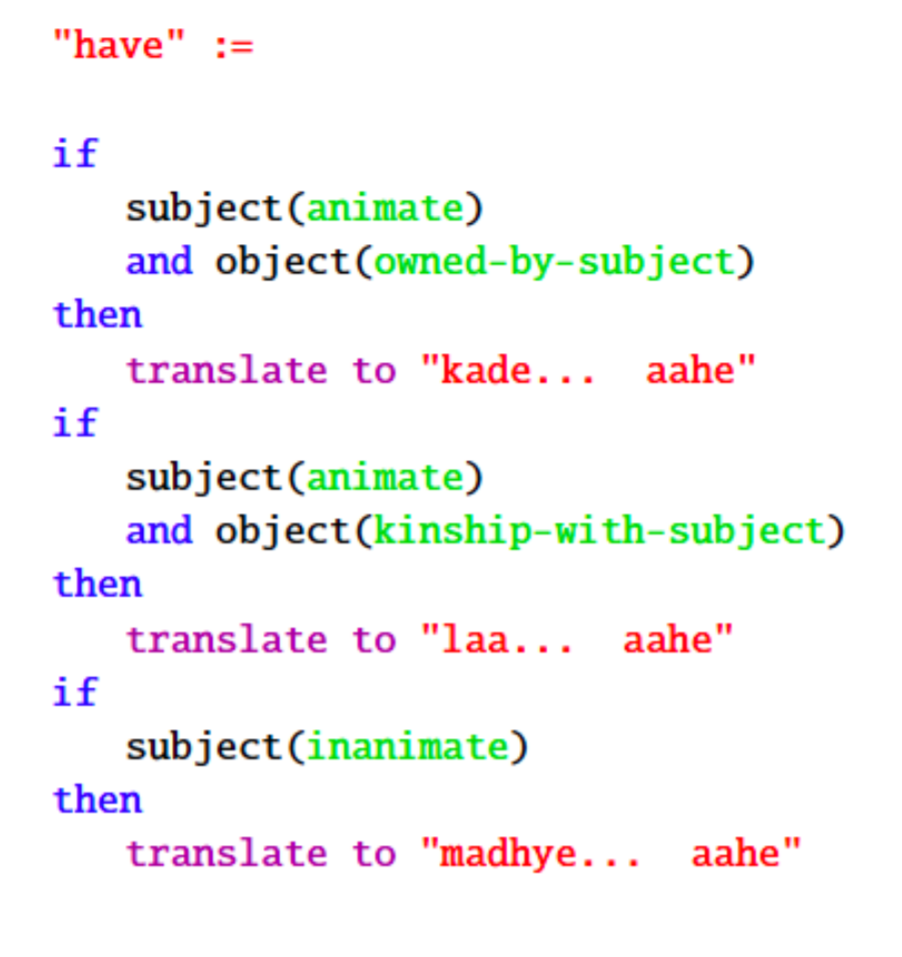 "have" :=
if
subject(animate)
and object(owned-by-subject)
then
translate to "kade... aahe"
if
subject(animate)
and object(kinship-with-subject)
then
translate to "laa... aahe"
if
subject(inanimate)
then
translate to "madhye... aahe"